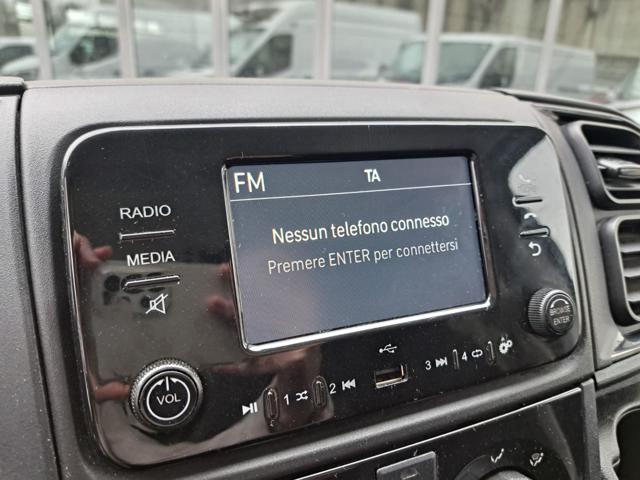 FM TA
Nessun telefono connesso
Premere ENTER per connettersi
RADIO
MEDIA
VOL
1 2 3 4
BROWSE
ENTER